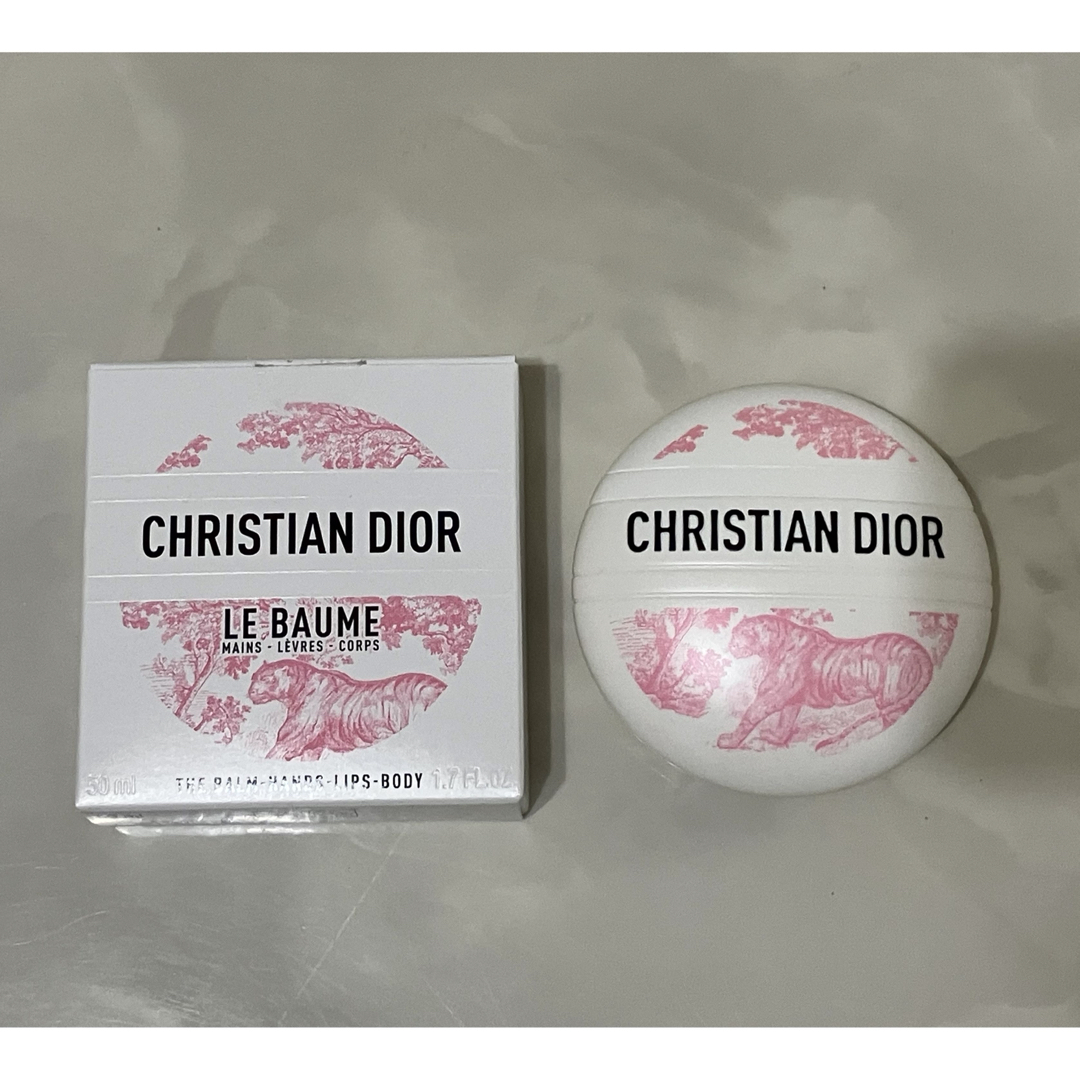 CHRISTIAN DIOR
LE BAUME
MAINS - LÈVRES - CORPS
50 ml THE BALM-HANDS-LIPS-BODY 1.7 FL.oz
CHRISTIAN DIOR